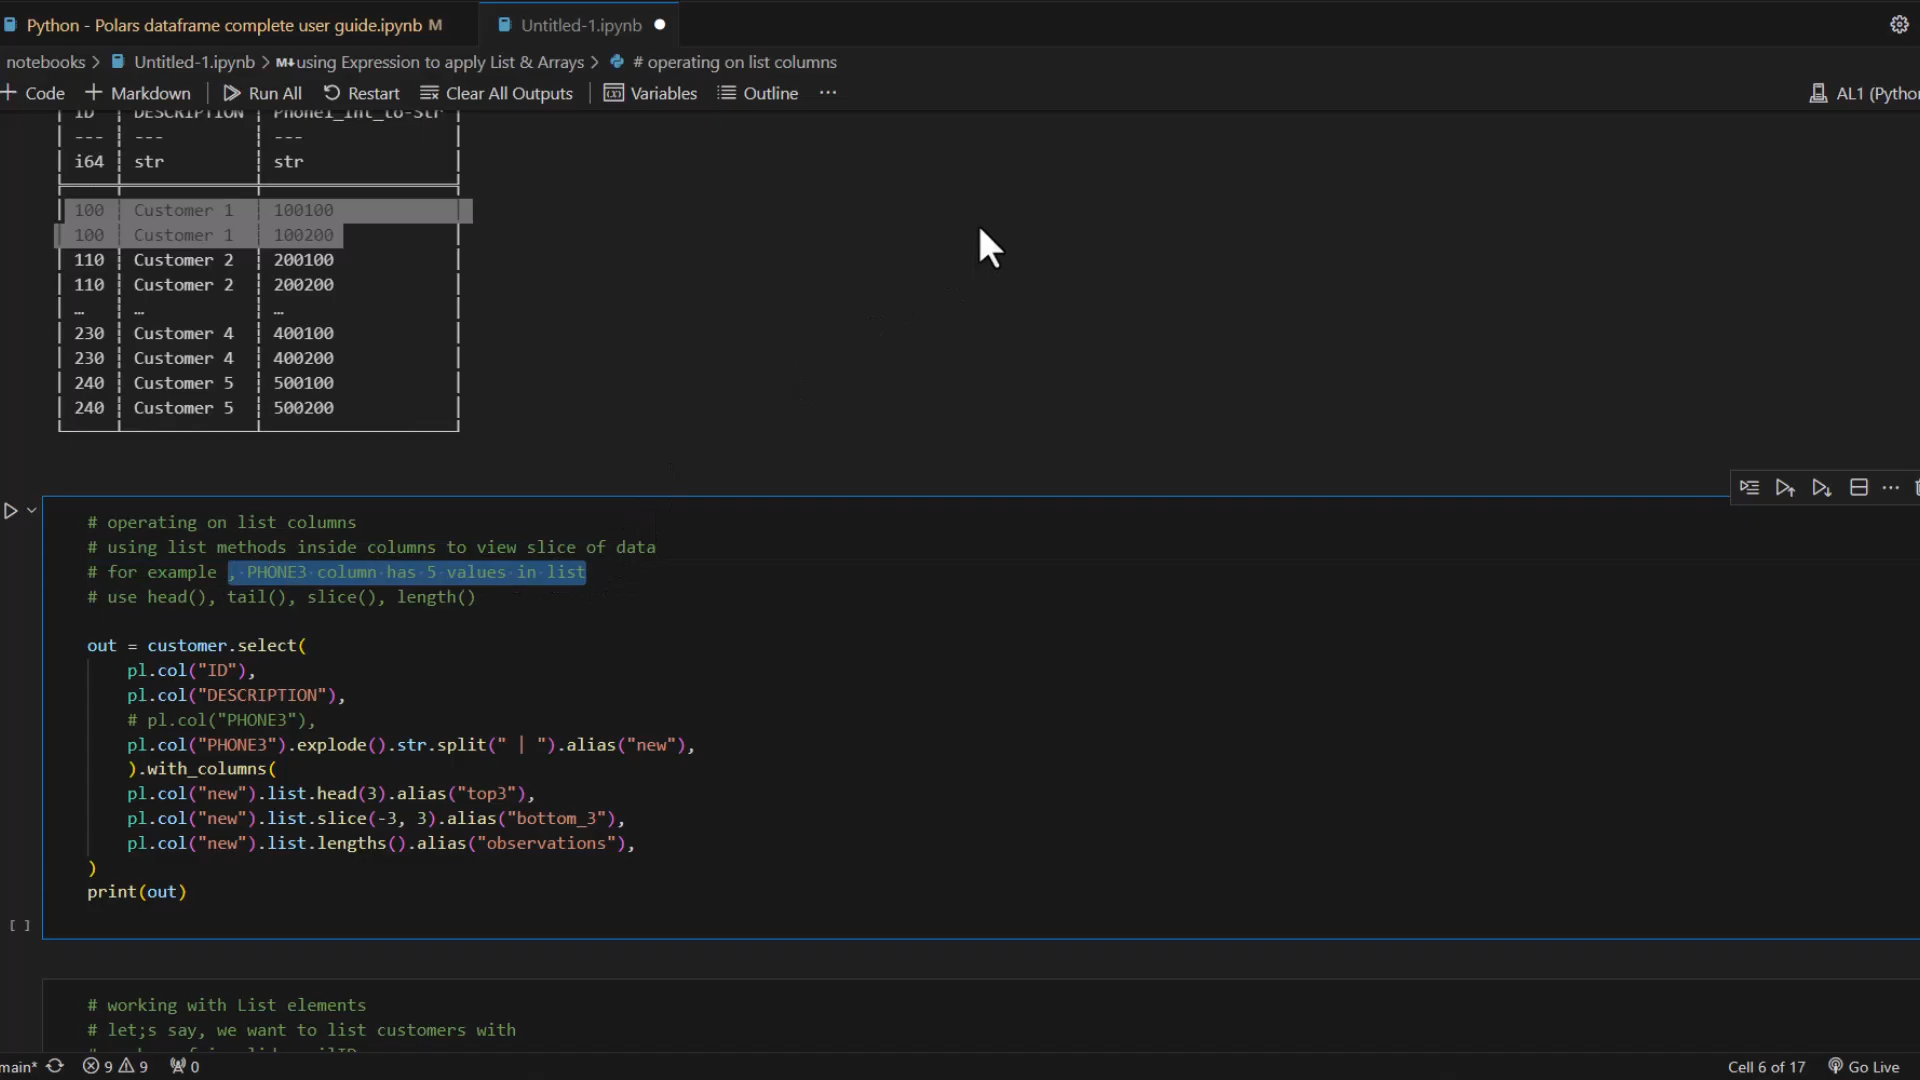 Python - Polars dataframe complete user guide.ipynb M
Untitled-1.ipynb
notebooks > Untitled-1.ipynb > M↓using Expression to apply List & Arrays > # operating on list columns
+ Code + Markdown | Run All Restart Clear All Outputs | Variables Outline ···
AL1 (Python
ID DESCRIPTION Phone1_int_to-Str
--- --- ---
i64 str str
100 Customer 1 100100
100 Customer 1 100200
110 Customer 2 200100
110 Customer 2 200200
… … …
230 Customer 4 400100
230 Customer 4 400200
240 Customer 5 500100
240 Customer 5 500200
# operating on list columns
# using list methods inside columns to view slice of data
# for example , PHONE3 column has 5 values in list
# use head(), tail(), slice(), length()
out = customer.select(
pl.col("ID"),
pl.col("DESCRIPTION"),
# pl.col("PHONE3"),
pl.col("PHONE3").explode().str.split(" | ").alias("new"),
).with_columns(
pl.col("new").list.head(3).alias("top3"),
pl.col("new").list.slice(-3, 3).alias("bottom_3"),
pl.col("new").list.lengths().alias("observations"),
)
print(out)
[ ]
# working with List elements
# let;s say, we want to list customers with
main* 9 9 0
Cell 6 of 17 Go Live